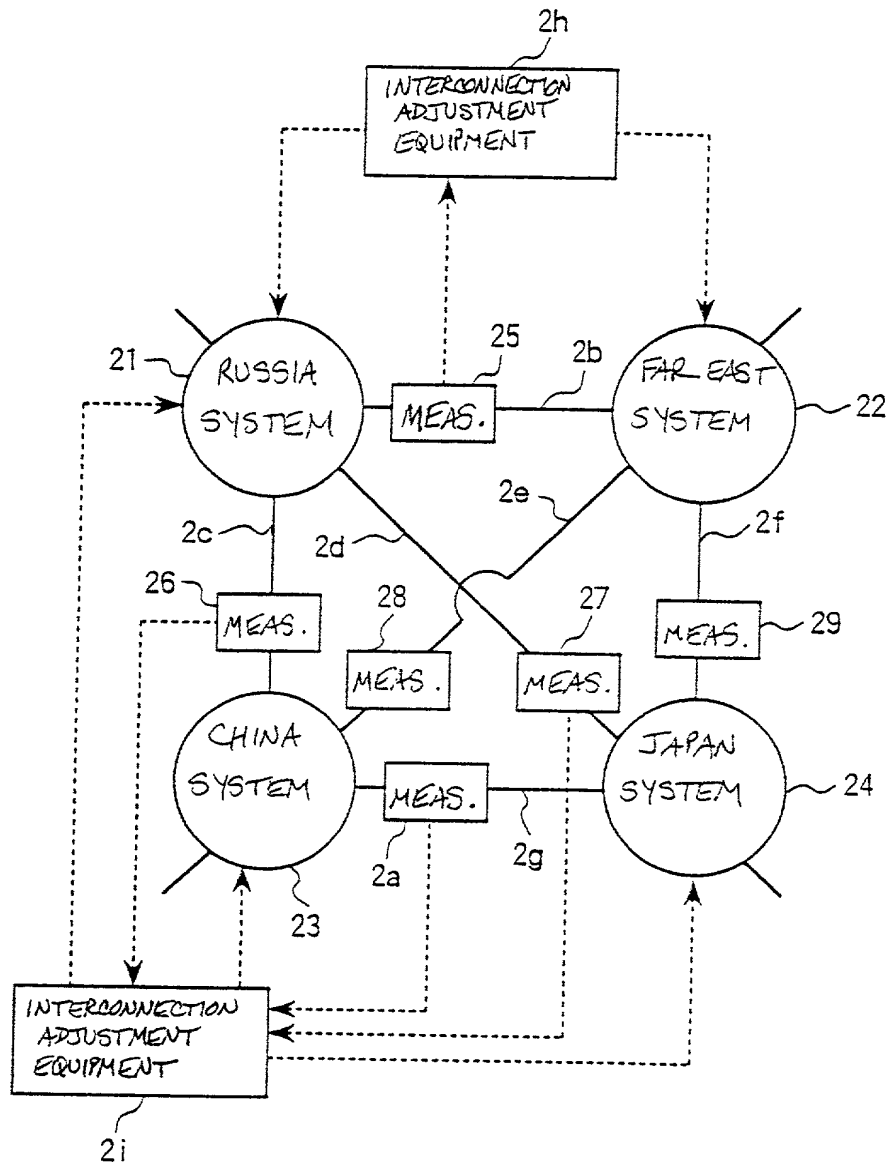 2h
INTERCONNECTION
ADJUSTMENT
EQUIPMENT
21
RUSSIA
SYSTEM
25
MEAS.
2b
FAR EAST
SYSTEM
22
2c
2d
2e
2f
26
MEAS.
28
MEAS.
27
MEAS.
MEAS.
29
CHINA
SYSTEM
23
MEAS.
2a
2g
JAPAN
SYSTEM
24
INTERCONNECTION
ADJUSTMENT
EQUIPMENT
2i